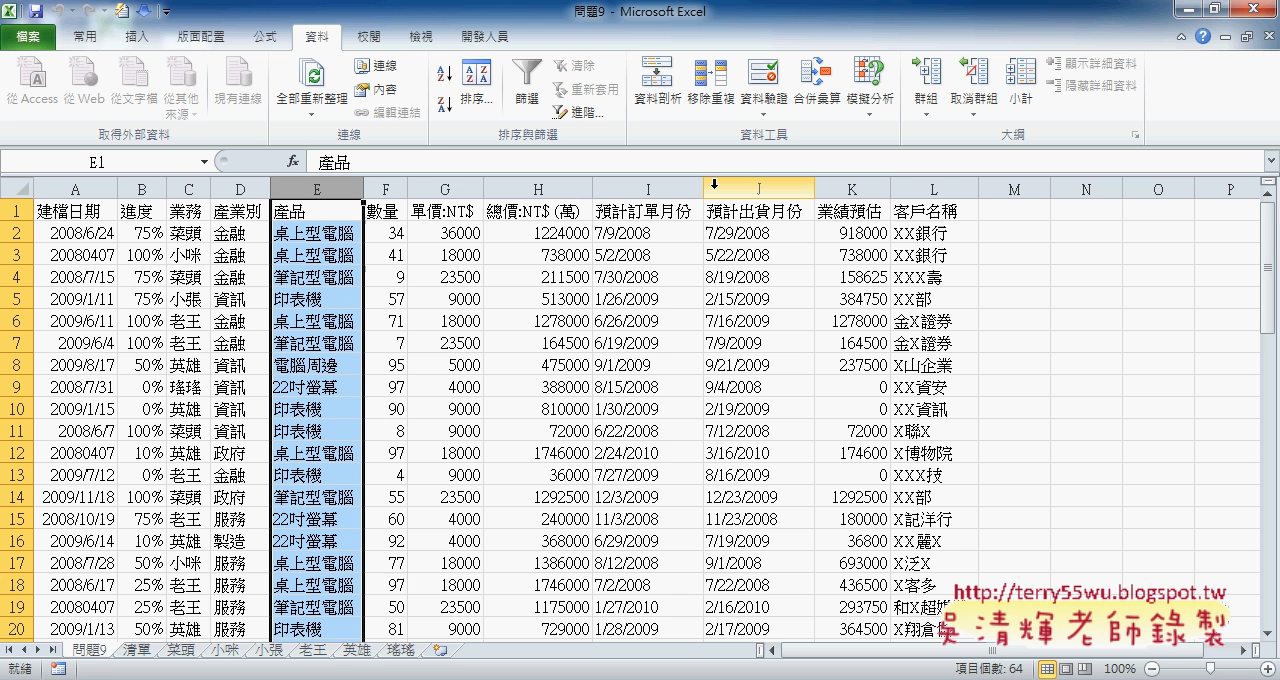 問題9 - Microsoft Excel
檔案 常用 插入 版面配置 公式 資料 校閱 檢視 開發人員
從 Access 從 Web 從文字檔 從其他來源 現有連線 全部重新整理 連線 內容 編輯連結 排序... 篩選 清除 重新套用 進階... 資料剖析 移除重複 資料驗證 合併彙算 模擬分析 群組 取消群組 小計 顯示詳細資料 隱藏詳細資料
取得外部資料 連線 排序與篩選 資料工具 大綱
E1 fx 產品
A B C D E F G H I J K L M N O P
1 建檔日期 進度 業務 產業別 產品 數量 單價:NT$ 總價:NT$ (萬) 預計訂單月份 預計出貨月份 業績預估 客戶名稱
2 2008/6/24 75% 菜頭 金融 桌上型電腦 34 36000 1224000 7/9/2008 7/29/2008 918000 XX銀行
3 20080407 100% 小咪 金融 桌上型電腦 41 18000 738000 5/2/2008 5/22/2008 738000 XX銀行
4 2008/7/15 75% 菜頭 金融 筆記型電腦 9 23500 211500 7/30/2008 8/19/2008 158625 XXX壽
5 2009/1/11 75% 小張 資訊 印表機 57 9000 513000 1/26/2009 2/15/2009 384750 XX部
6 2009/6/11 100% 老王 金融 桌上型電腦 71 18000 1278000 6/26/2009 7/16/2009 1278000 金X證券
7 2009/6/4 100% 老王 金融 筆記型電腦 7 23500 164500 6/19/2009 7/9/2009 164500 金X證券
8 2009/8/17 50% 英雄 資訊 電腦周邊 95 5000 475000 9/1/2009 9/21/2009 237500 X山企業
9 2008/7/31 0% 瑤瑤 資訊 22吋螢幕 97 4000 388000 8/15/2008 9/4/2008 0 XX資安
10 2009/1/15 0% 英雄 資訊 印表機 90 9000 810000 1/30/2009 2/19/2009 0 XX資訊
11 2008/6/7 100% 菜頭 資訊 印表機 8 9000 72000 6/22/2008 7/12/2008 72000 X聯X
12 20080407 10% 英雄 政府 桌上型電腦 97 18000 1746000 2/24/2010 3/16/2010 174600 X博物院
13 2009/7/12 0% 老王 金融 印表機 4 9000 36000 7/27/2009 8/16/2009 0 XXX技
14 2009/11/18 100% 菜頭 政府 筆記型電腦 55 23500 1292500 12/3/2009 12/23/2009 1292500 XX部
15 2008/10/19 75% 老王 服務 22吋螢幕 60 4000 240000 11/3/2008 11/23/2008 180000 X記洋行
16 2009/6/14 10% 英雄 製造 22吋螢幕 92 4000 368000 6/29/2009 7/19/2009 36800 XX麗X
17 2008/7/28 50% 小咪 服務 桌上型電腦 77 18000 1386000 8/12/2008 9/1/2008 693000 X泛X
18 2008/6/17 25% 老王 服務 桌上型電腦 97 18000 1746000 7/2/2008 7/22/2008 436500 X客多
19 20080407 25% 老王 服務 筆記型電腦 50 23500 1175000 1/27/2010 2/16/2010 293750 和X超
20 2009/1/13 50% 英雄 服務 印表機 81 9000 729000 1/28/2009 2/17/2009 364500 X翔倉
http://terry55wu.blogspot.tw
吳清輝老師錄製
問題9 清單 菜頭 小咪 小張 老王 英雄 瑤瑤
就緒 項目個數: 64 100%